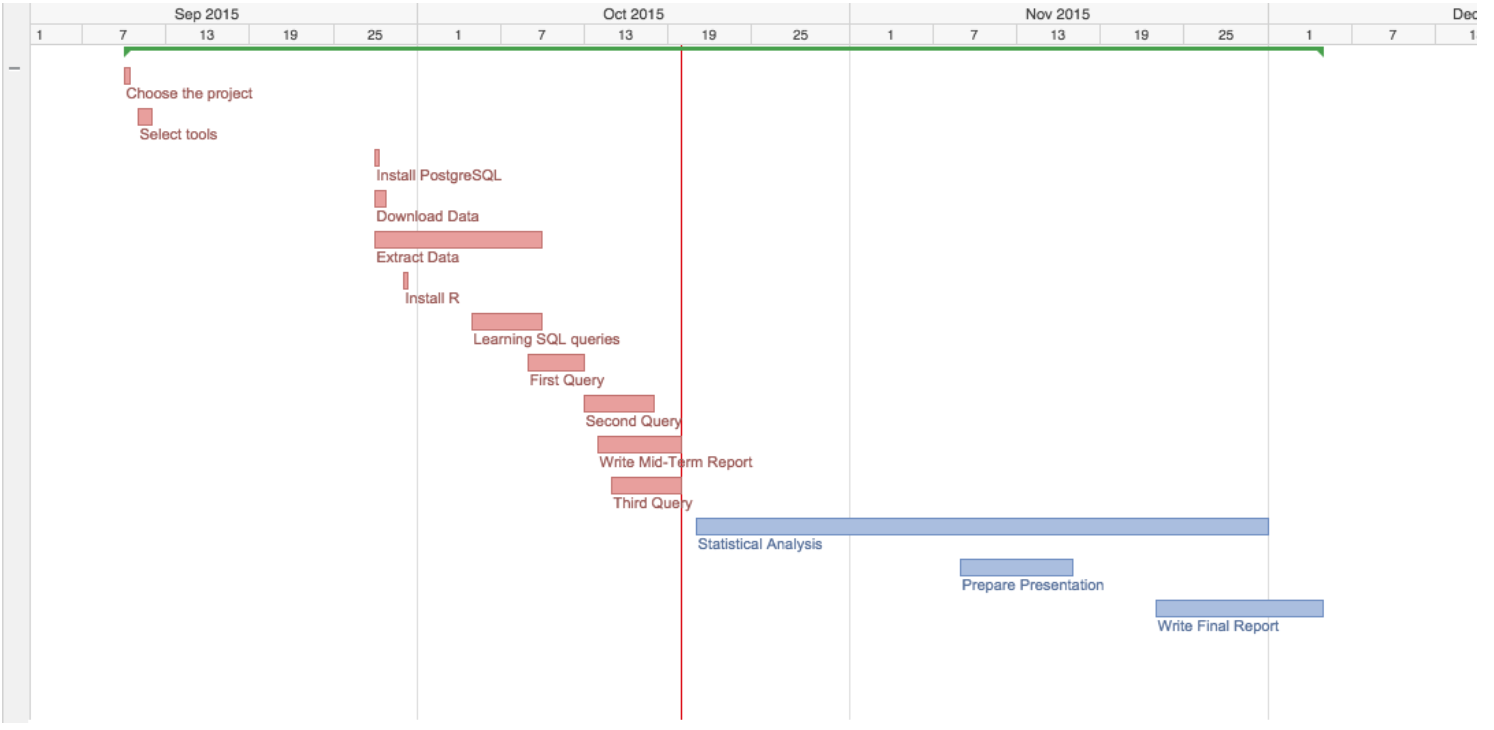 Sep 2015 Oct 2015 Nov 2015 Dec
1 7 13 19 25 1 7 13 19 25 1 7 13 19 25 1 7
Choose the project
Select tools
Install PostgreSQL
Download Data
Extract Data
Install R
Learning SQL queries
First Query
Second Query
Write Mid-Term Report
Third Query
Statistical Analysis
Prepare Presentation
Write Final Report